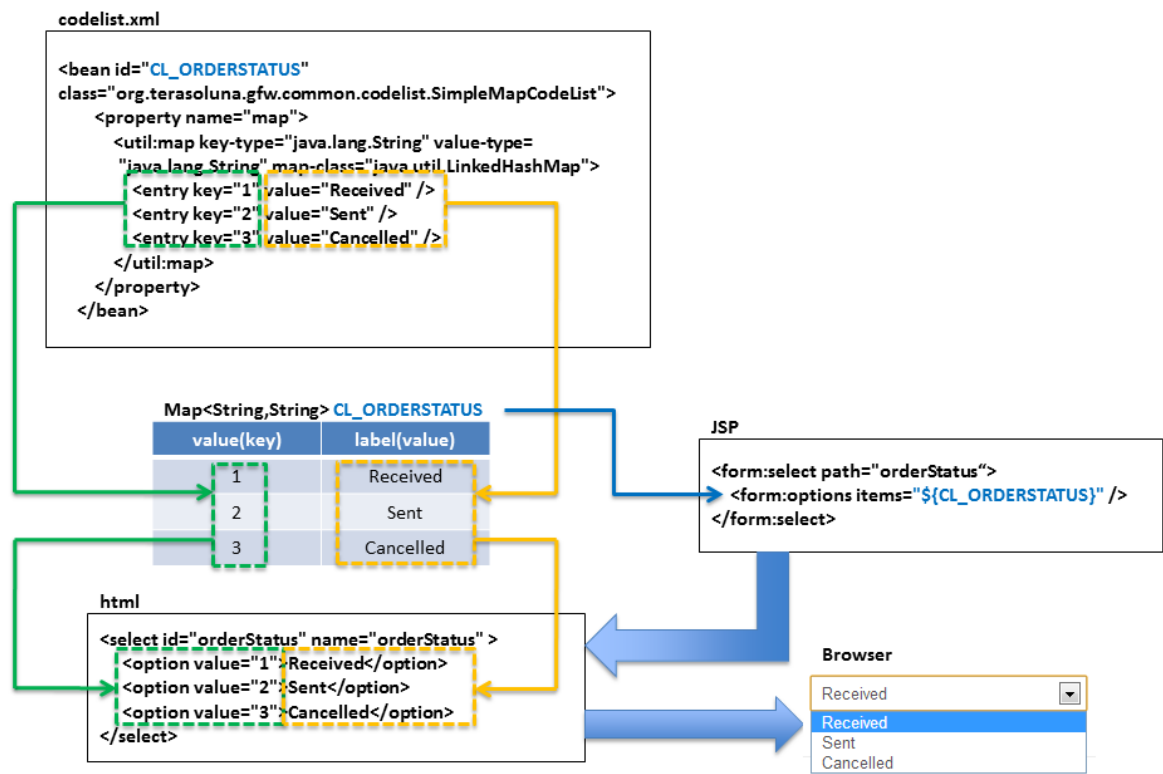 codelist.xml
<bean id="CL_ORDERSTATUS"
class="org.terasoluna.gfw.common.codelist.SimpleMapCodeList">
<property name="map">
<util:map key-type="java.lang.String" value-type=
"java.lang.String" map-class="java.util.LinkedHashMap">
<entry key="1" value="Received" />
<entry key="2" value="Sent" />
<entry key="3" value="Cancelled" />
</util:map>
</property>
</bean>
Map<String,String> CL_ORDERSTATUS
value(key) label(value)
1 Received
2 Sent
3 Cancelled
JSP
<form:select path="orderStatus“>
<form:options items="${CL_ORDERSTATUS}" />
</form:select>
html
<select id="orderStatus" name="orderStatus" >
<option value="1">Received</option>
<option value="2">Sent</option>
<option value="3">Cancelled</option>
</select>
Browser
Received
Received
Sent
Cancelled